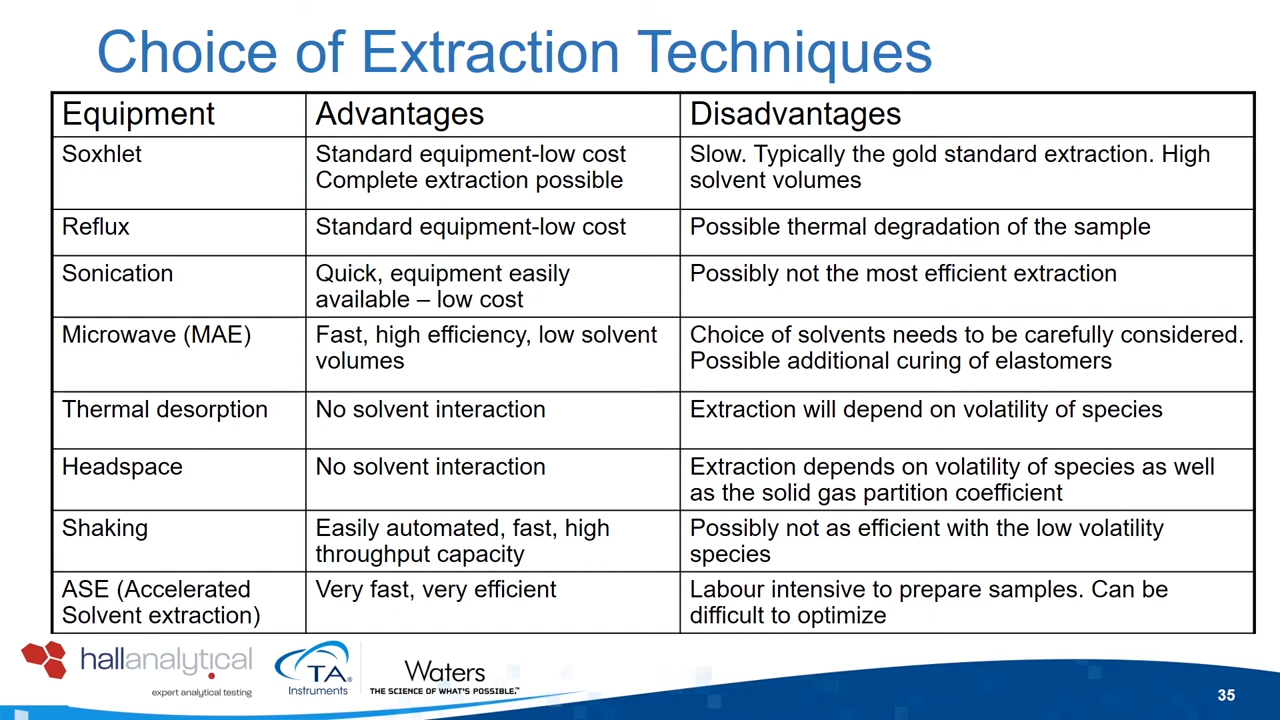 Choice of Extraction Techniques
Equipment
Advantages
Disadvantages
Soxhlet
Standard equipment-low cost
Complete extraction possible
Slow. Typically the gold standard extraction. High
solvent volumes
Reflux
Standard equipment-low cost
Possible thermal degradation of the sample
Sonication
Quick, equipment easily
available – low cost
Possibly not the most efficient extraction
Microwave (MAE)
Fast, high efficiency, low solvent
volumes
Choice of solvents needs to be carefully considered.
Possible additional curing of elastomers
Thermal desorption
No solvent interaction
Extraction will depend on volatility of species
Headspace
No solvent interaction
Extraction depends on volatility of species as well
as the solid gas partition coefficient
Shaking
Easily automated, fast, high
throughput capacity
Possibly not as efficient with the low volatility
species
ASE (Accelerated
Solvent extraction)
Very fast, very efficient
Labour intensive to prepare samples. Can be
difficult to optimize
hallanalytical
expert analytical testing
TA®
Instruments
Waters
THE SCIENCE OF WHAT'S POSSIBLE.™
35